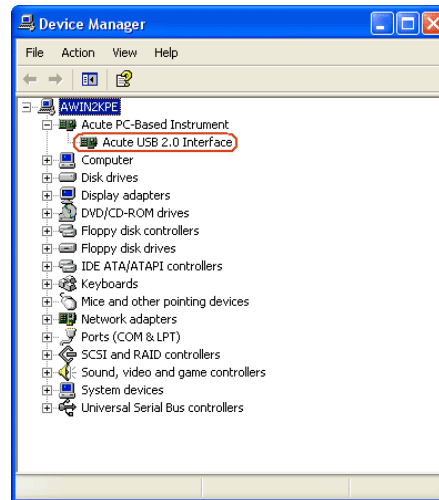 Device Manager
File Action View Help
AWIN2KPE
Acute PC-Based Instrument
Acute USB 2.0 Interface
Computer
Disk drives
Display adapters
DVD/CD-ROM drives
Floppy disk controllers
Floppy disk drives
IDE ATA/ATAPI controllers
Keyboards
Mice and other pointing devices
Network adapters
Ports (COM & LPT)
SCSI and RAID controllers
Sound, video and game controllers
System devices
Universal Serial Bus controllers